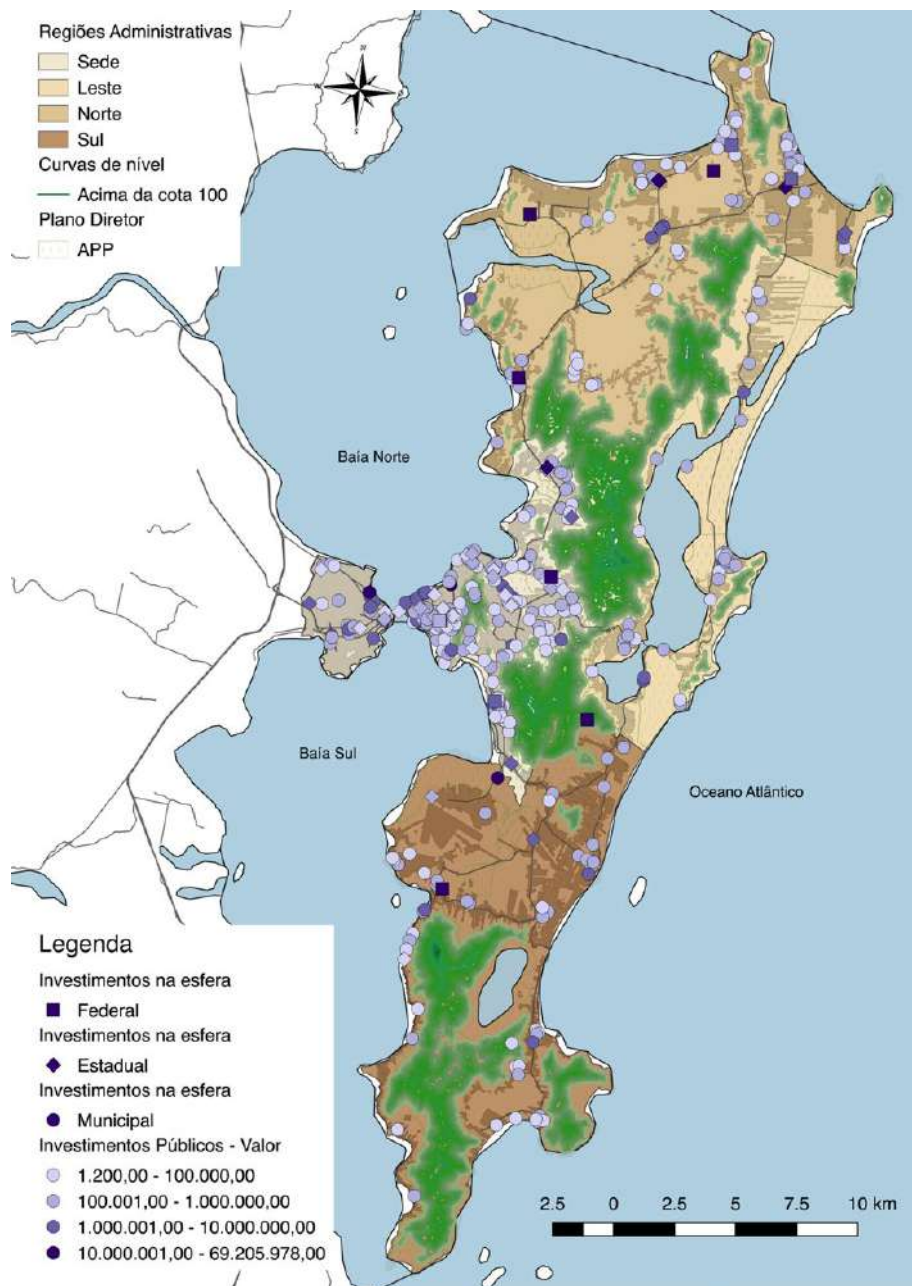 Regiões Administrativas
Sede
Leste
Norte
Sul
Curvas de nível
Acima da cota 100
Plano Diretor
APP
N
S
Baía Norte
Baía Sul
Oceano Atlântico
Legenda
Investimentos na esfera
Federal
Investimentos na esfera
Estadual
Investimentos na esfera
Municipal
Investimentos Públicos - Valor
1.200,00 - 100.000,00
100.001,00 - 1.000.000,00
1.000.001,00 - 10.000.000,00
10.000.001,00 - 69.205.978,00
2.5 0 2.5 5 7.5 10 km